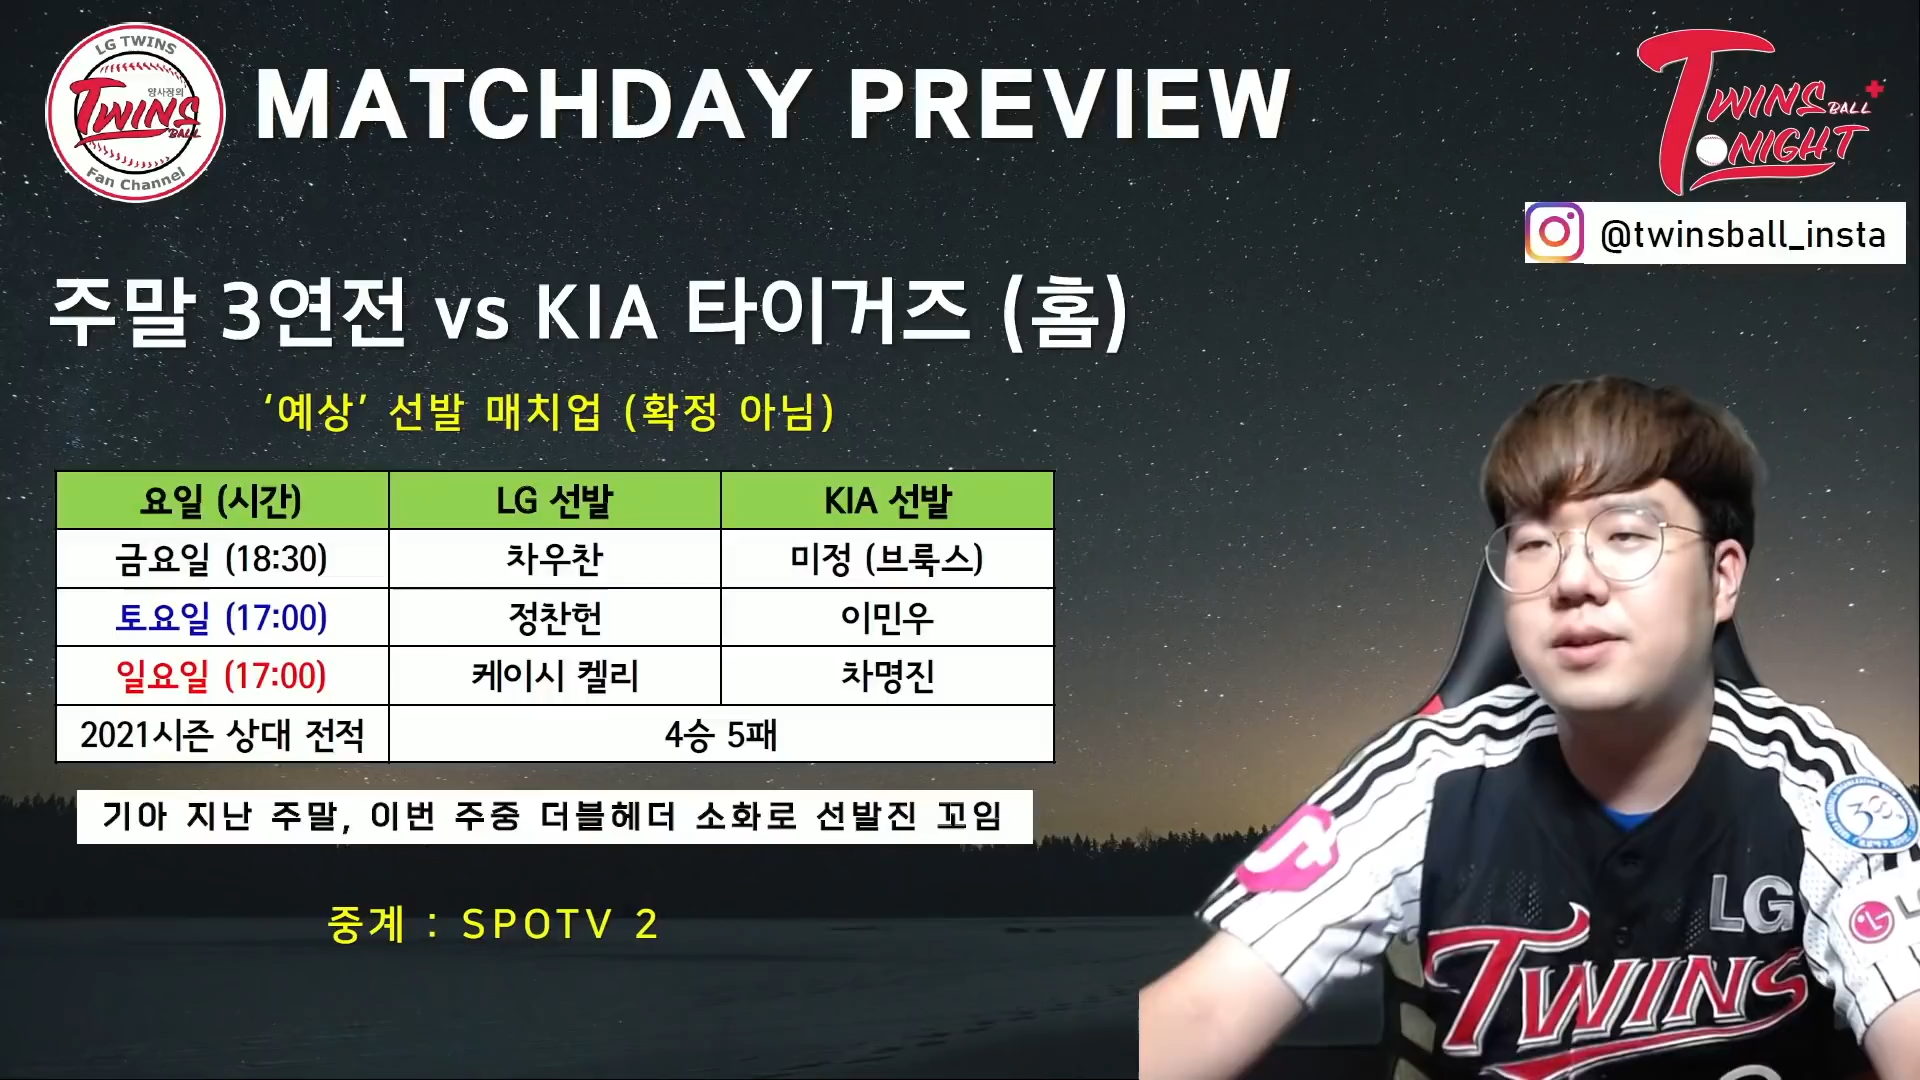 LG TWINS
양사장의
TWINS
BALL
Fan Channel
MATCHDAY PREVIEW
TWINS BALL+
TONIGHT
@twinsball_insta
주말 3연전 vs KIA 타이거즈 (홈)
‘예상’ 선발 매치업 (확정 아님)
요일 (시간) LG 선발 KIA 선발
금요일 (18:30) 차우찬 미정 (브룩스)
토요일 (17:00) 정찬헌 이민우
일요일 (17:00) 케이시 켈리 차명진
2021시즌 상대 전적 4승 5패
기아 지난 주말, 이번 주중 더블헤더 소화로 선발진 꼬임
중계 : SPOTV 2
LG
TWINS